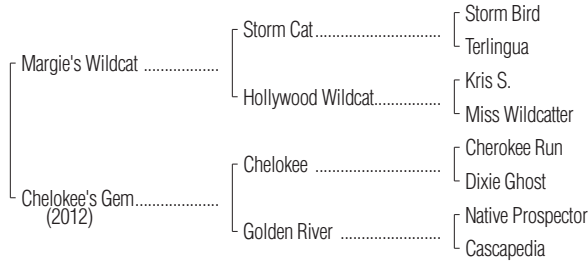 Storm Bird
Storm Cat..................................
Terlingua
Margie's Wildcat ...................
Kris S.
Hollywood Wildcat..................
Miss Wildcatter
Cherokee Run
Chelokee ..................................
Dixie Ghost
Chelokee's Gem.....................
(2012)
Native Prospector
Golden River ...........................
Cascapedia